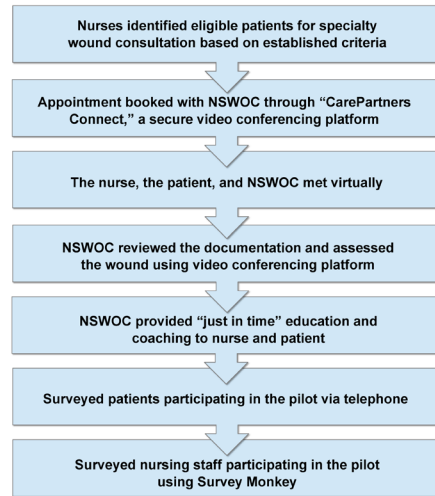 Nurses identified eligible patients for specialty
wound consultation based on established criteria
Appointment booked with NSWOC through “CarePartners
Connect,” a secure video conferencing platform
The nurse, the patient, and NSWOC met virtually
NSWOC reviewed the documentation and assessed
the wound using video conferencing platform
NSWOC provided “just in time” education and
coaching to nurse and patient
Surveyed patients participating in the pilot via telephone
Surveyed nursing staff participating in the pilot
using Survey Monkey